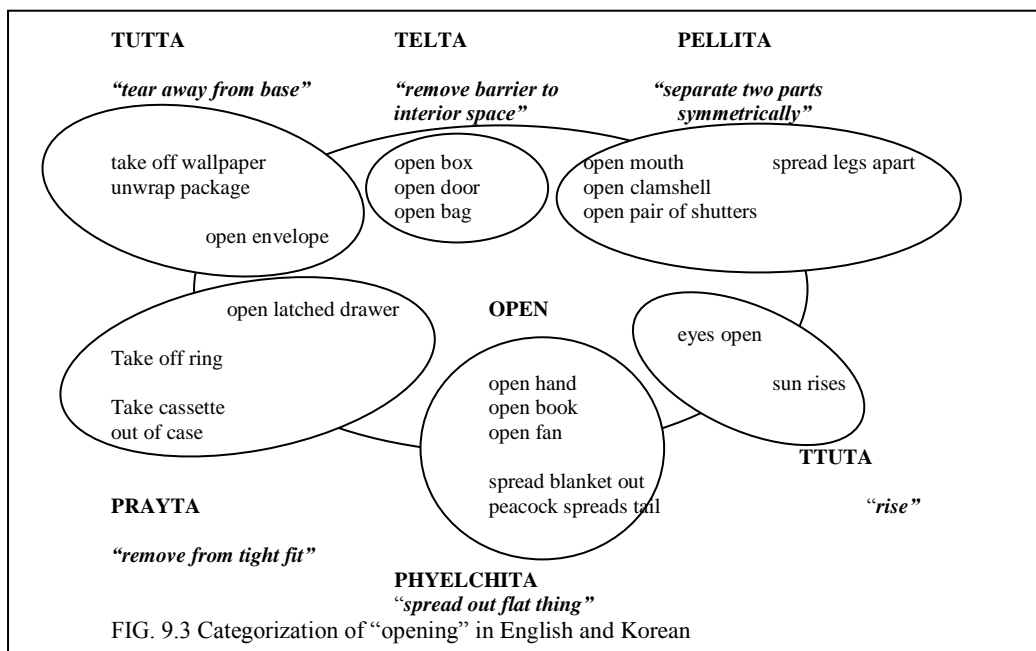 TUTTA
TELTA
PELLITA
“tear away from base”
“remove barrier to
interior space”
“separate two parts
symmetrically”
take off wallpaper
unwrap package
open envelope
open box
open door
open bag
open mouth
open clamshell
open pair of shutters
spread legs apart
open latched drawer
Take off ring
Take cassette
out of case
OPEN
open hand
open book
open fan
spread blanket out
peacock spreads tail
eyes open
sun rises
TTUTA
“rise”
PRAYTA
“remove from tight fit”
PHYELCHITA
“spread out flat thing”
FIG. 9.3 Categorization of “opening” in English and Korean